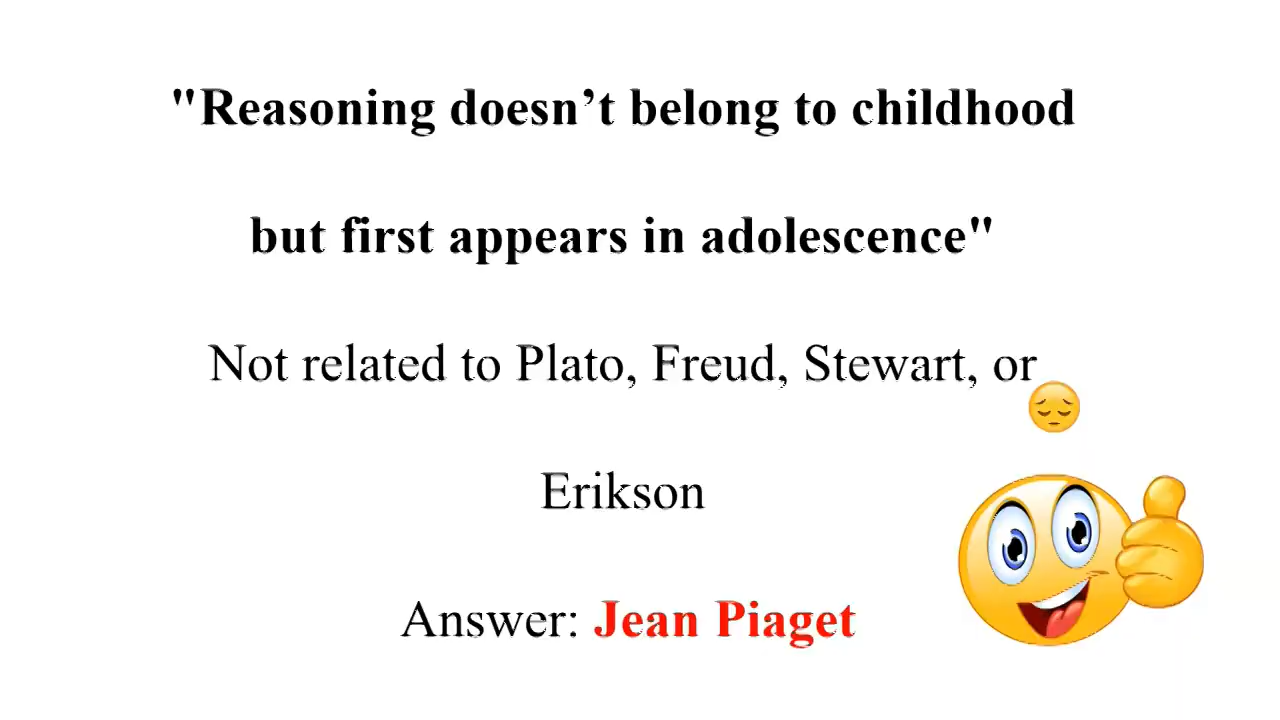 "Reasoning doesn’t belong to childhood
but first appears in adolescence"
Not related to Plato, Freud, Stewart, or
Erikson
Answer: Jean Piaget